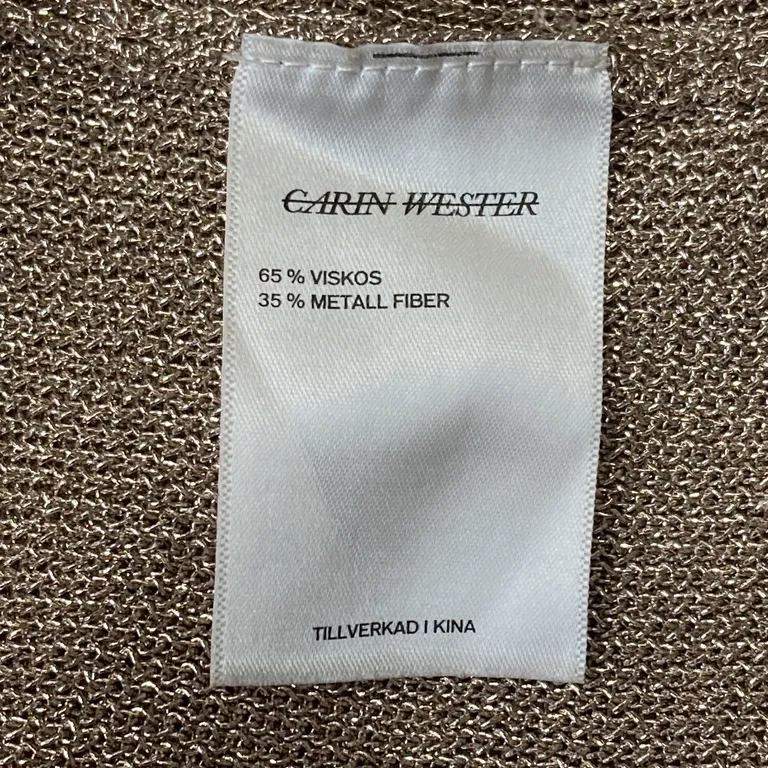 CARIN WESTER
65 % VISKOS
35 % METALL FIBER
TILLVERKAD I KINA